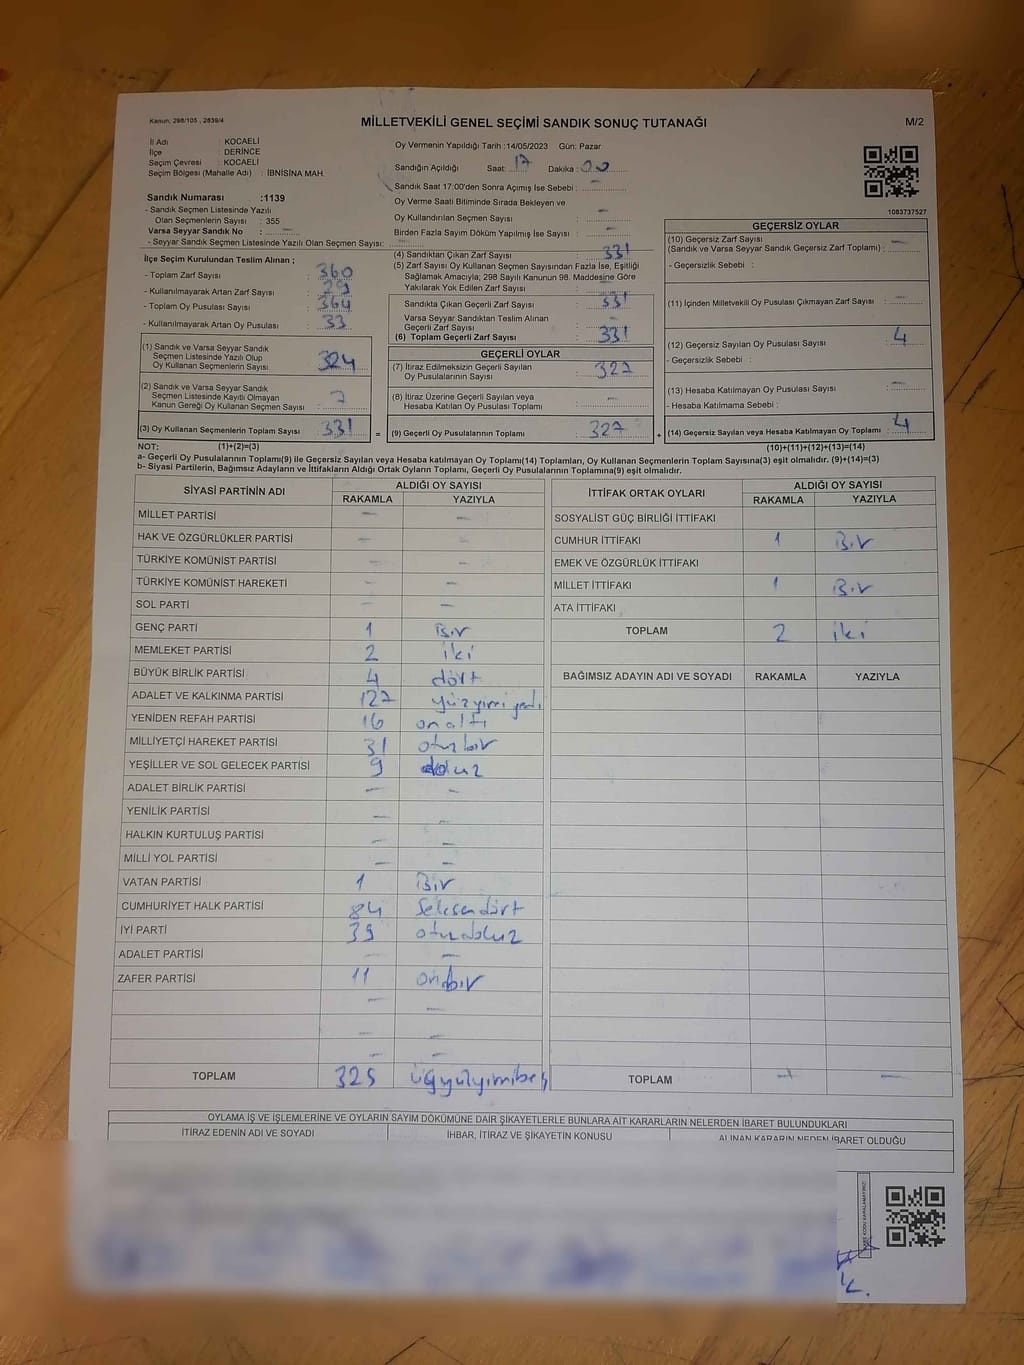 Kanun; 298/105 , 2839/4
MİLLETVEKİLİ GENEL SEÇİMİ SANDIK SONUÇ TUTANAĞI
M/2
İl Adı : KOCAELİ
İlçe : DERİNCE
Seçim Çevresi : KOCAELİ
Seçim Bölgesi (Mahalle Adı) : İBNİSİNA MAH.
Oy Vermenin Yapıldığı Tarih :14/05/2023 Gün: Pazar
Sandığın Açıldığı Saat: 17 Dakika : 00
Sandık Saat 17:00'den Sonra Açımış İse Sebebi : –
Oy Verme Saati Bitiminde Sırada Bekleyen ve
Oy Kullandırılan Seçmen Sayısı : –
Birden Fazla Sayım Döküm Yapılmış İse Sayısı : –
1083737527
Sandık Numarası :1139
- Sandık Seçmen Listesinde Yazılı
Olan Seçmenlerin Sayısı : 355
Varsa Seyyar Sandık No : –
- Seyyar Sandık Seçmen Listesinde Yazılı Olan Seçmen Sayısı:
İlçe Seçim Kurulundan Teslim Alınan ;
- Toplam Zarf Sayısı : 360
- Kullanılmayarak Artan Zarf Sayısı : 29
- Toplam Oy Pusulası Sayısı : 364
- Kullanılmayarak Artan Oy Pusulası : 33
(1) Sandık ve Varsa Seyyar Sandık
Seçmen Listesinde Yazılı Olup
Oy Kullanan Seçmenlerin Sayısı : 324
(2) Sandık ve Varsa Seyyar Sandık
Seçmen Listesinde Kayıtlı Olmayan
Kanun Gereği Oy Kullanan Seçmen Sayısı : 7
(3) Oy Kullanan Seçmenlerin Toplam Sayısı : 331 =
(4) Sandıktan Çıkan Zarf Sayısı : 331
(5) Zarf Sayısı Oy Kullanan Seçmen Sayısından Fazla İse, Eşitliği
Sağlamak Amacıyla; 298 Sayılı Kanunun 98. Maddesine Göre
Yakılarak Yok Edilen Zarf Sayısı :
Sandıkta Çıkan Geçerli Zarf Sayısı : 331
Varsa Seyyar Sandıktan Teslim Alınan
Geçerli Zarf Sayısı : –
(6) Toplam Geçerli Zarf Sayısı : 331
GEÇERLİ OYLAR
(7) İtiraz Edilmeksizin Geçerli Sayılan
Oy Pusulalarının Sayısı : 327
(8) İtiraz Üzerine Geçerli Sayılan veya
Hesaba Katılan Oy Pusulası Toplamı : –
(9) Geçerli Oy Pusulalarının Toplamı : 327 +
GEÇERSİZ OYLAR
(10) Geçersiz Zarf Sayısı
(Sandık ve Varsa Seyyar Sandık Geçersiz Zarf Toplamı) : –
- Geçersizlik Sebebi :
(11) İçinden Milletvekili Oy Pusulası Çıkmayan Zarf Sayısı : –
(12) Geçersiz Sayılan Oy Pusulası Sayısı : 4
- Geçersizlik Sebebi :
(13) Hesaba Katılmayan Oy Pusulası Sayısı : –
- Hesaba Katılmama Sebebi :
(14) Geçersiz Sayılan veya Hesaba Katılmayan Oy Toplamı : 4
NOT: (1)+(2)=(3) (10)+(11)+(12)+(13)=(14)
a- Geçerli Oy Pusulalarının Toplamı(9) ile Geçersiz Sayılan veya Hesaba katılmayan Oy Toplamı(14) Toplamları, Oy Kullanan Seçmenlerin Toplam Sayısına(3) eşit olmalıdır. (9)+(14)=(3)
b- Siyasi Partilerin, Bağımsız Adayların ve İttifakların Aldığı Ortak Oyların Toplamı, Geçerli Oy Pusulalarının Toplamına(9) eşit olmalıdır.
SİYASİ PARTİNİN ADI ALDIĞI OY SAYISI
RAKAMLA YAZIYLA
MİLLET PARTİSİ – –
HAK VE ÖZGÜRLÜKLER PARTİSİ – –
TÜRKİYE KOMÜNİST PARTİSİ – –
TÜRKİYE KOMÜNİST HAREKETİ – –
SOL PARTİ – –
GENÇ PARTİ 1 Bir
MEMLEKET PARTİSİ 2 iki
BÜYÜK BİRLİK PARTİSİ 4 dört
ADALET VE KALKINMA PARTİSİ 127 yüzyirmi yedi
YENİDEN REFAH PARTİSİ 16 on altı
MİLLİYETÇİ HAREKET PARTİSİ 31 otuzbir
YEŞİLLER VE SOL GELECEK PARTİSİ 9 dokuz
ADALET BİRLİK PARTİSİ – –
YENİLİK PARTİSİ – –
HALKIN KURTULUŞ PARTİSİ – –
MİLLİ YOL PARTİSİ – –
VATAN PARTİSİ 1 Bir
CUMHURİYET HALK PARTİSİ 84 Seksendört
İYİ PARTİ 39 otuzdokuz
ADALET PARTİSİ – –
ZAFER PARTİSİ 11 onbir
– –
– –
– –
TOPLAM 325 üçyüzyirmibeş
İTTİFAK ORTAK OYLARI ALDIĞI OY SAYISI
RAKAMLA YAZIYLA
SOSYALİST GÜÇ BİRLİĞİ İTTİFAKI
CUMHUR İTTİFAKI 1 Bir
EMEK VE ÖZGÜRLÜK İTTİFAKI
MİLLET İTTİFAKI 1 Bir
ATA İTTİFAKI
TOPLAM 2 iki
BAĞIMSIZ ADAYIN ADI VE SOYADI RAKAMLA YAZIYLA
TOPLAM – –
OYLAMA İŞ VE İŞLEMLERİNE VE OYLARIN SAYIM DÖKÜMÜNE DAİR ŞİKAYETLERLE BUNLARA AİT KARARLARIN NELERDEN İBARET BULUNDUKLARI
İTİRAZ EDENİN ADI VE SOYADI İHBAR, İTİRAZ VE ŞİKAYETİN KONUSU ALINAN KARARIN NEDEN İBARET OLDUĞU